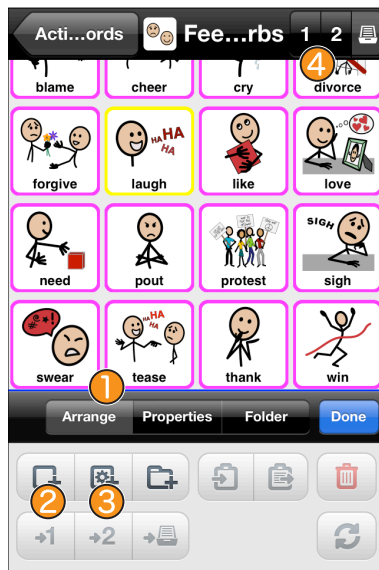 Acti...ords Fee...rbs 1 2
4
blame cheer cry divorce
HA HA HA
forgive laugh like love
SIGH
need pout protest sigh
#★!
HA HA HA
swear tease thank win
1
Arrange Properties Folder Done
2 3
→1 →2 →